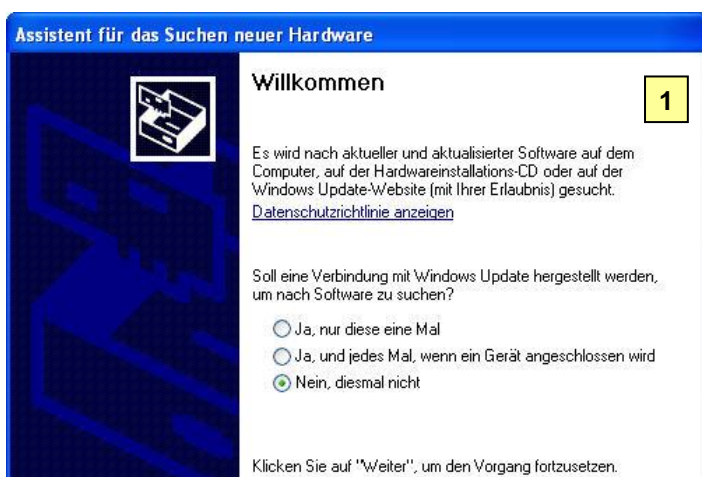 Assistent für das Suchen neuer Hardware
Willkommen
1
Es wird nach aktueller und aktualisierter Software auf dem
Computer, auf der Hardwareinstallations-CD oder auf der
Windows Update-Website (mit Ihrer Erlaubnis) gesucht.
Datenschutzrichtlinie anzeigen
Soll eine Verbindung mit Windows Update hergestellt werden,
um nach Software zu suchen?
Ja, nur diese eine Mal
Ja, und jedes Mal, wenn ein Gerät angeschlossen wird
Nein, diesmal nicht
Klicken Sie auf "Weiter", um den Vorgang fortzusetzen.